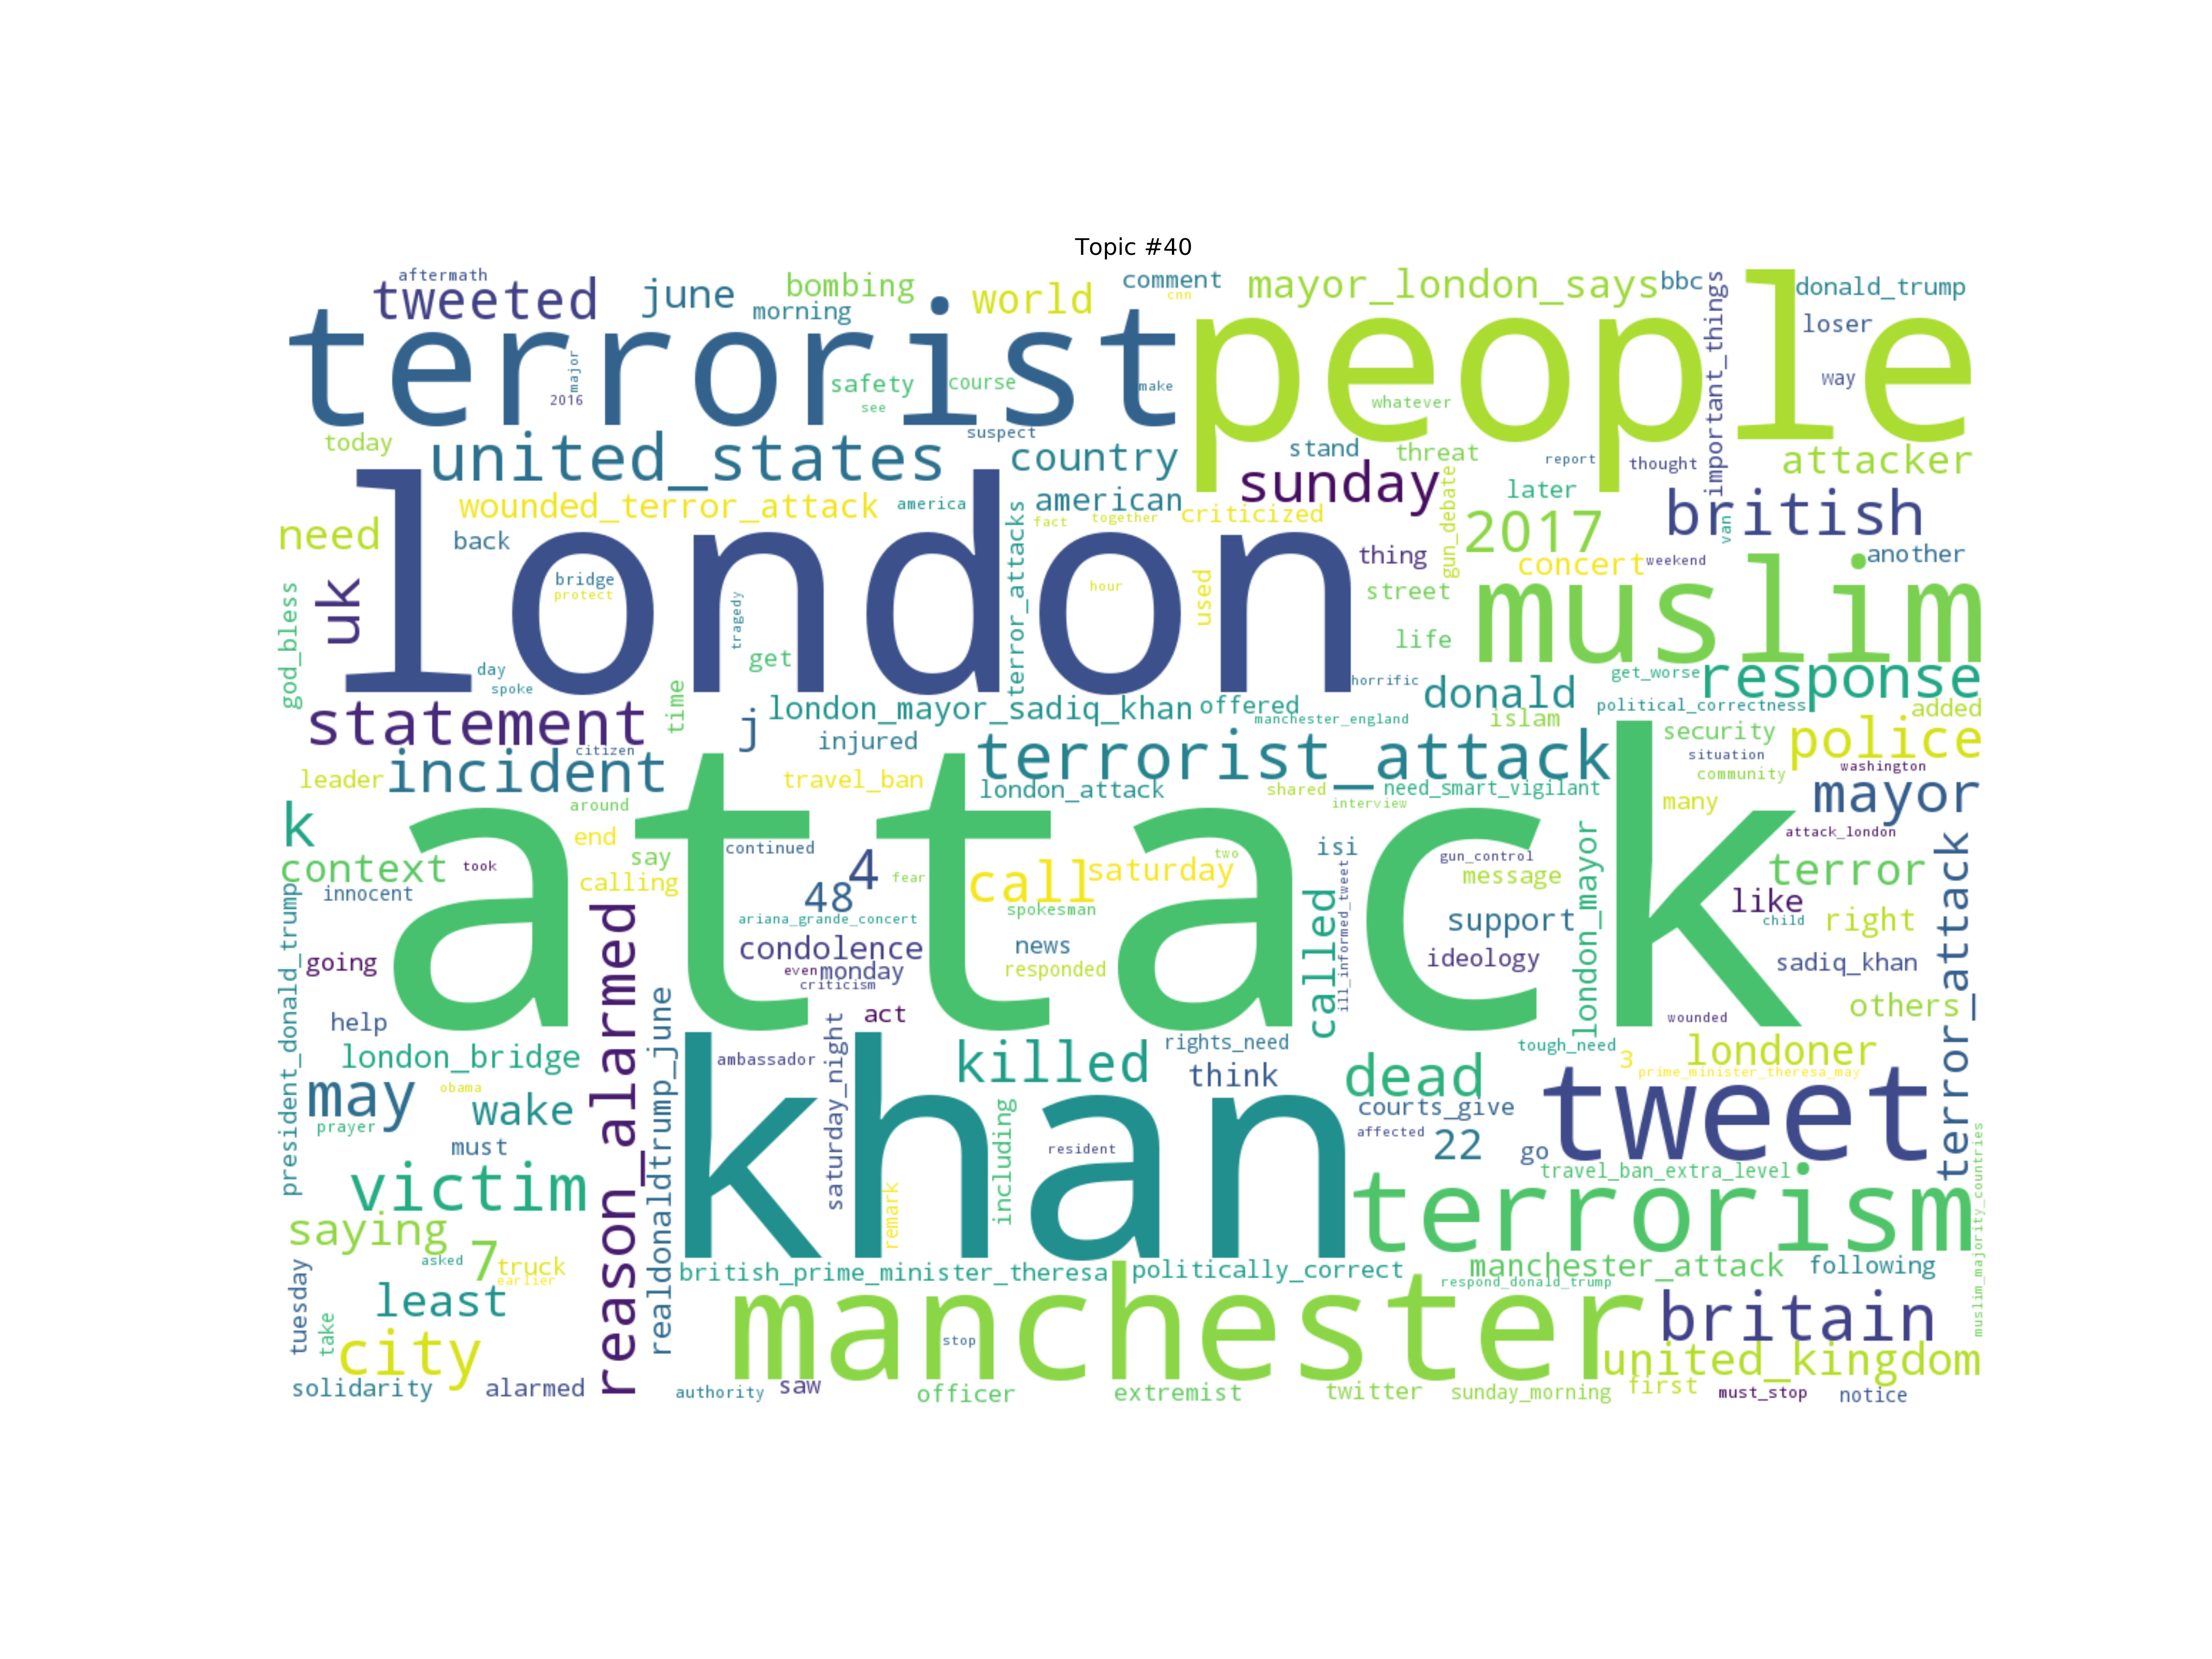 Topic #40
aftermath
tweeted
june
bombing
morning
world
comment
cnn
mayor_london_says
bbc
important_things
donald_trump
loser
way
terrorist
people
major
2016
safety
course
see
make
whatever
today
united_states
suspect
country
sunday
stand
threat
report
thought
attacker
wounded_terror_attack
america
terror_attacks
american
fact
together
criticized
gun_debate
later
2017
british
van
need
back
london
thing
concert
weekend
another
uk
bridge
protect
hour
used
street
muslim
god_bless
tragedy
get
life
day
spoke
horrific
get_worse
response
statement
time
j
london_mayor_sadiq_khan
offered
manchester_england
donald
islam
political_correctness
added
citizen
injured
terrorist_attack
security
situation
police
leader
incident
travel_ban
london_attack
shared
need_smart_vigilant
community
washington
interview
many
mayor
k
around
end
attack
attack_london
context
took
say
continued
4
call
saturday
two
isi
gun_control
london_mayor
terror
innocent
calling
48
fear
message
like
ill_informed_tweet
president_donald_trump
ariana_grande_concert
spokesman
called
support
child
right
terror_attack
going
reason_alarmed
condolence
news
ideology
sadiq_khan
even
monday
responded
criticism
others
help
realdonaldtrump_june
saturday_night
act
wounded
london_bridge
ambassador
khan
killed
rights_need
think
dead
tough_need
3
londoner
prime_minister_theresa_may
may
obama
wake
prayer
courts_give
tweet
must
including
resident
affected
22
go
travel_ban_extra_level
muslim_majority_countries
victim
remark
terrorism
saying
7
asked
truck
earlier
british_prime_minister_theresa
politically_correct
manchester_attack
following
respond_donald_trump
tuesday
least
manchester
britain
take
city
stop
united_kingdom
solidarity
alarmed
authority
saw
officer
extremist
twitter
sunday_morning
first
must_stop
notice